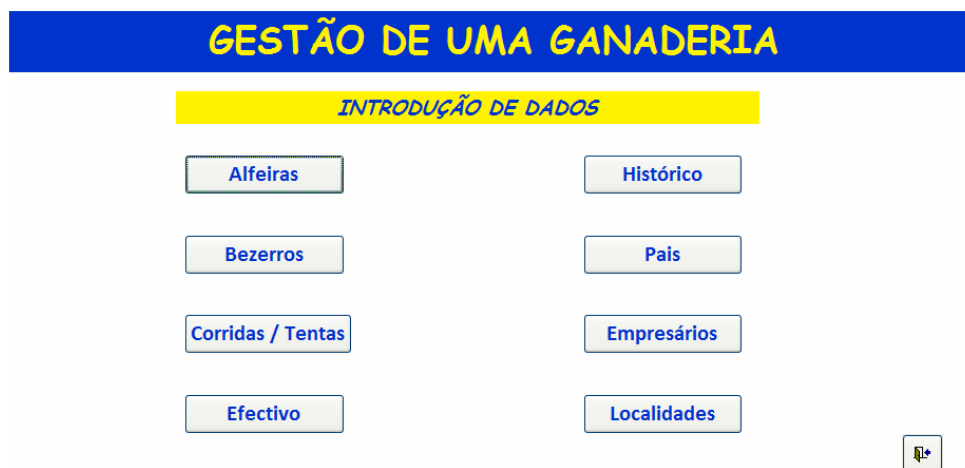 GESTÃO DE UMA GANADERIA
INTRODUÇÃO DE DADOS
Alfeiras
Histórico
Bezerros
Pais
Corridas / Tentas
Empresários
Efectivo
Localidades